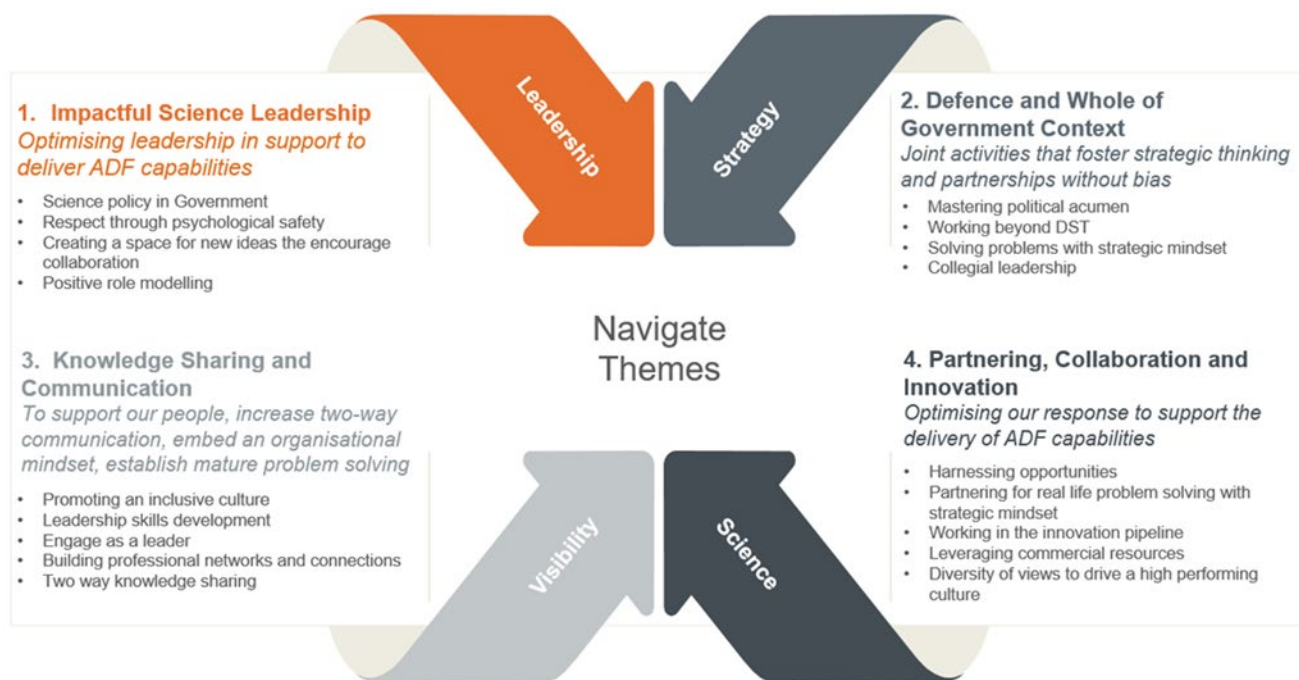 Leadership
Strategy
1. Impactful Science Leadership
Optimising leadership in support to
deliver ADF capabilities
• Science policy in Government
• Respect through psychological safety
• Creating a space for new ideas the encourage
collaboration
• Positive role modelling
2. Defence and Whole of
Government Context
Joint activities that foster strategic thinking
and partnerships without bias
• Mastering political acumen
• Working beyond DST
• Solving problems with strategic mindset
• Collegial leadership
Navigate
Themes
3. Knowledge Sharing and
Communication
To support our people, increase two-way
communication, embed an organisational
mindset, establish mature problem solving
• Promoting an inclusive culture
• Leadership skills development
• Engage as a leader
• Building professional networks and connections
• Two way knowledge sharing
4. Partnering, Collaboration and
Innovation
Optimising our response to support the
delivery of ADF capabilities
• Harnessing opportunities
• Partnering for real life problem solving with
strategic mindset
• Working in the innovation pipeline
• Leveraging commercial resources
• Diversity of views to drive a high performing
culture
Visibility
Science